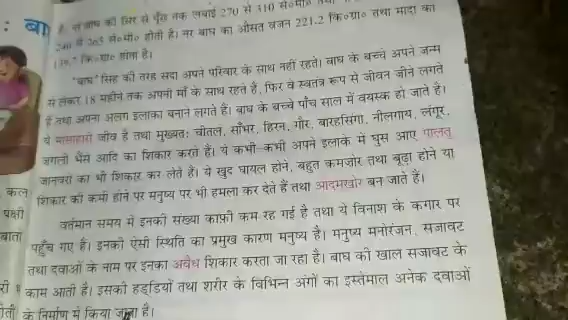 बा
है, नर बाघ की सिर से पूँछ तक लंबाई 270 से 310 सें०मी० तथा मादा की
240 से 265 सें०मी० होती है। नर बाघ का औसत वज़न 221.2 कि०ग्रा० तथा मादा का
कि०ग्रा० होता है।
"बाघ" सिंह की तरह सदा अपने परिवार के साथ नहीं रहते। बाघ के बच्चे अपने जन्म
से लेकर 18 महीने तक अपनी माँ के साथ रहते हैं, फिर वे स्वतंत्र रूप से जीवन जीने लगते
हैं तथा अपना अलग इलाका बनाने लगते हैं। बाघ के बच्चे पाँच साल में वयस्क हो जाते हैं।
ये मांसाहारी जीव हैं तथा मुख्यत: चीतल, साँभर, हिरन, गौर, बारहसिंगा, नीलगाय, लंगूर,
जंगली भैंसे आदि का शिकार करते हैं। ये कभी-कभी अपने इलाके में घुस आए पालतू
जानवरों का भी शिकार कर लेते हैं। ये खुद घायल होने, बहुत कमज़ोर तथा बूढ़ा होने या
शिकार की कमी होने पर मनुष्य पर भी हमला कर देते हैं तथा आदमखोर बन जाते हैं।
वर्तमान समय में इनकी संख्या काफ़ी कम रह गई है तथा ये विनाश के कगार पर
पहुँच गए हैं। इनकी ऐसी स्थिति का प्रमुख कारण मनुष्य है। मनुष्य मनोरंजन, सजावट
तथा दवाओं के नाम पर इनका अवैध शिकार करता जा रहा है। बाघ की खाल सजावट के
काम आती है। इसकी हड्डियों तथा शरीर के विभिन्न अंगों का इस्तेमाल अनेक दवाओं
के निर्माण में किया जाता है।
कल
पक्षी
बाता